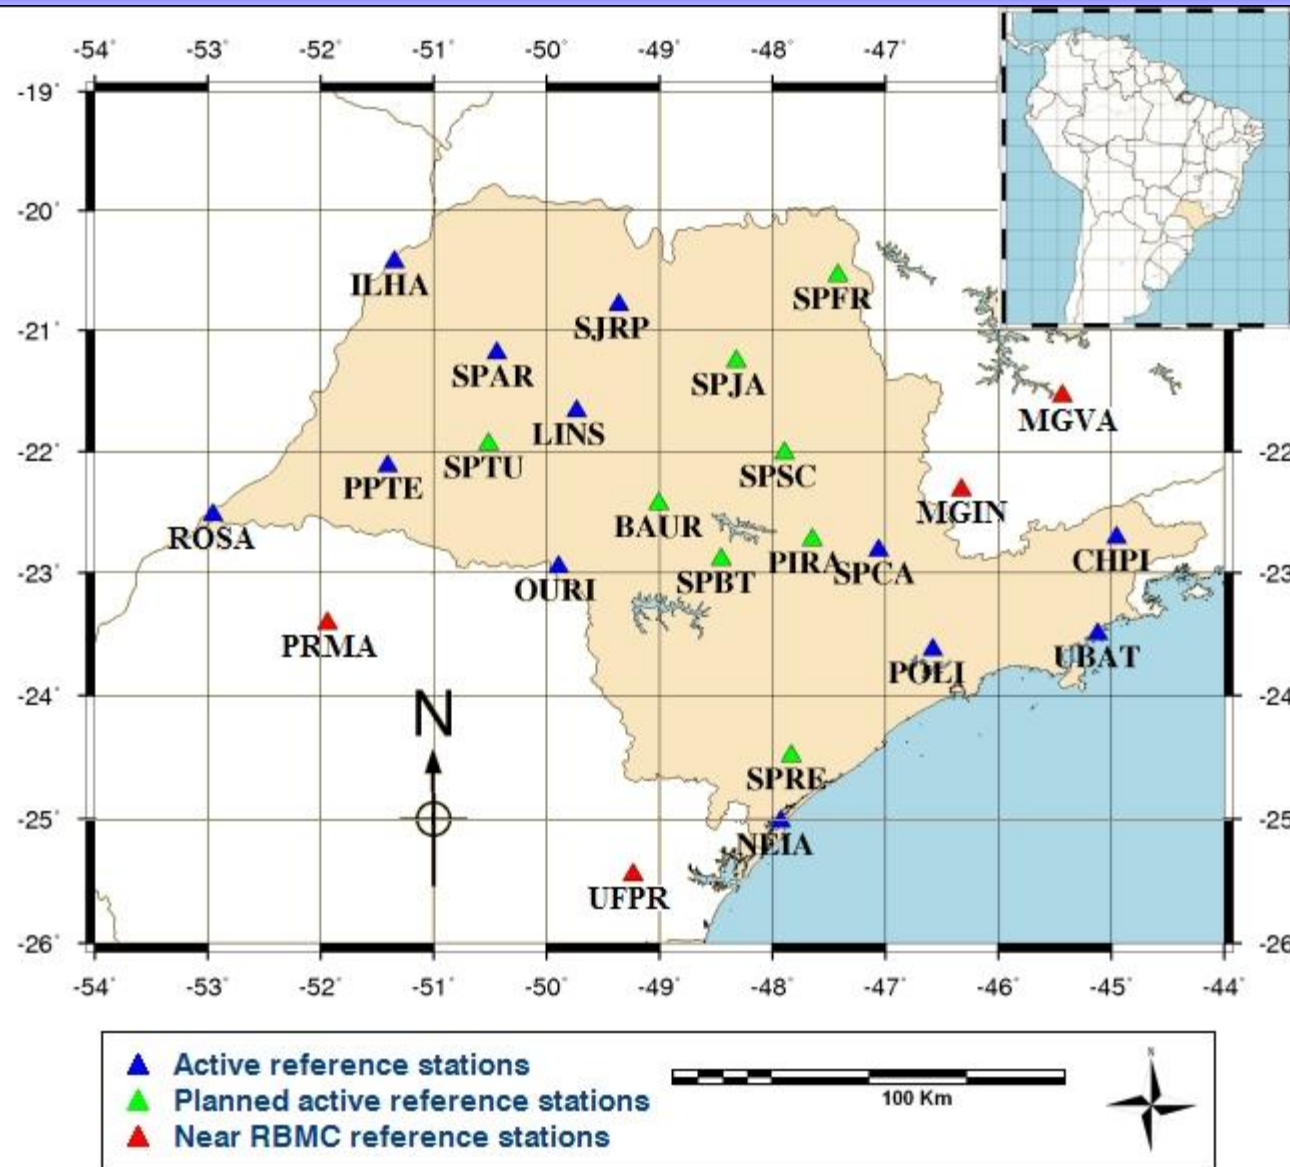 -54˚ -53˚ -52˚ -51˚ -50˚ -49˚ -48˚ -47˚
-19˚
-20˚
ILHA
SPFR
SJRP
-21˚
SPAR
SPJA
MGVA
LINS
-22˚ -22
SPTU
SPSC
PPTE
MGIN
BAUR
ROSA
CHPI
PIRA
SPCA
-23˚ -23
SPBT
OURI
PRMA
UBAT
POLI
-24˚ -24
N
SPRE
-25˚ -25
NEIA
UFPR
-26˚ -26
-54˚ -53˚ -52˚ -51˚ -50˚ -49˚ -48˚ -47˚ -46˚ -45˚ -44˚
Active reference stations
Planned active reference stations
Near RBMC reference stations
100 Km
N